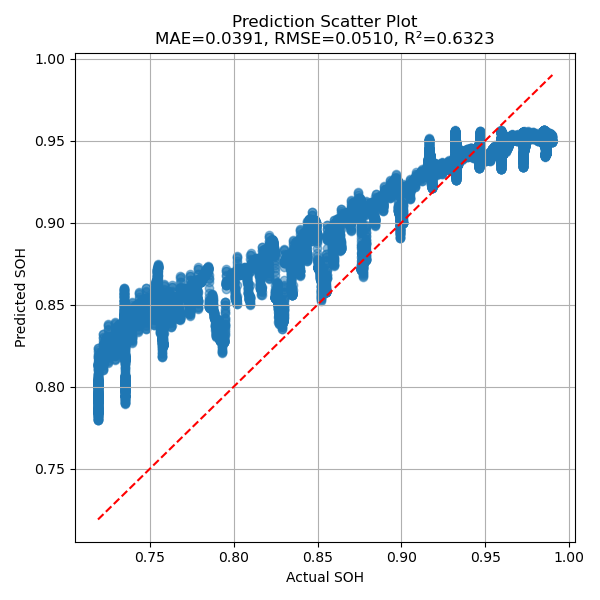 Prediction Scatter Plot
MAE=0.0391, RMSE=0.0510, R²=0.6323
1.00
0.95
0.90
0.85
0.80
0.75
Predicted SOH
0.75 0.80 0.85 0.90 0.95 1.00
Actual SOH